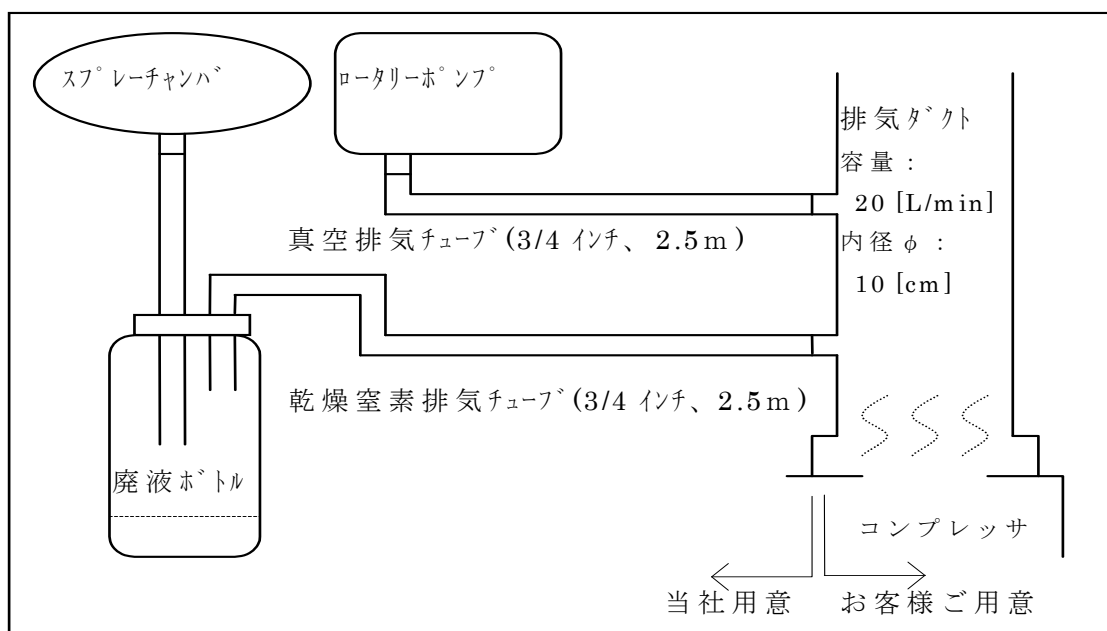 スプレーチャンバ
ロータリーポンプ
排気ダクト
容量：
20 [L/min]
内径φ：
10 [cm]
真空排気チューブ(3/4 インチ、2.5m)
乾燥窒素排気チューブ(3/4 インチ、2.5m)
廃液ボトル
コンプレッサ
当社用意
お客様ご用意